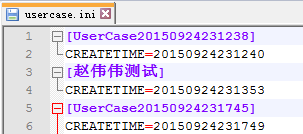 usercase.ini
1 [UserCase20150924231238]
2 CREATETIME=20150924231240
3 [赵伟伟测试]
4 CREATETIME=20150924231353
5 [UserCase20150924231745]
6 CREATETIME=20150924231749